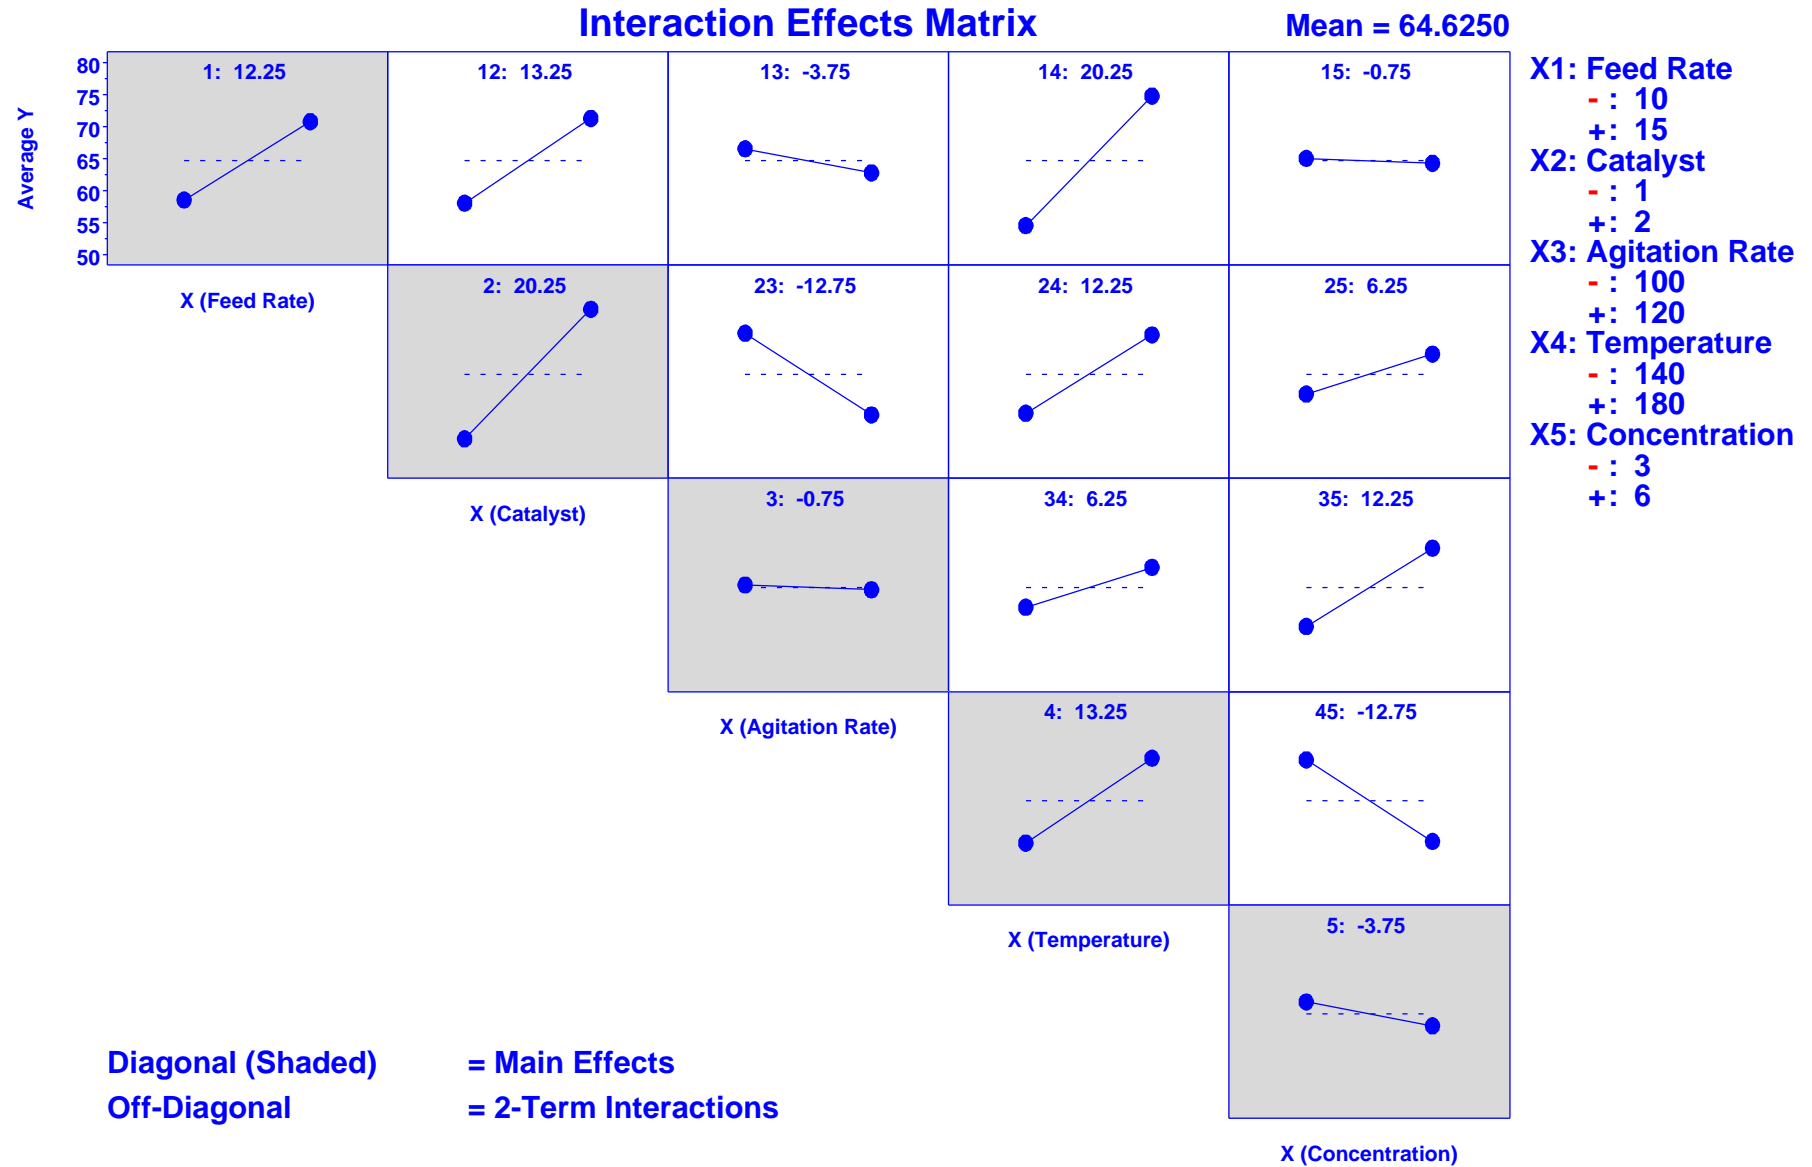 Interaction Effects Matrix
Mean = 64.6250
Average Y
80
75
70
65
60
55
50
1: 12.25
12: 13.25
13: -3.75
14: 20.25
15: -0.75
X (Feed Rate)
2: 20.25
23: -12.75
24: 12.25
25: 6.25
X (Catalyst)
3: -0.75
34: 6.25
35: 12.25
X (Agitation Rate)
4: 13.25
45: -12.75
X (Temperature)
5: -3.75
X (Concentration)
X1: Feed Rate
- : 10
+: 15
X2: Catalyst
- : 1
+: 2
X3: Agitation Rate
- : 100
+: 120
X4: Temperature
- : 140
+: 180
X5: Concentration
- : 3
+: 6
Diagonal (Shaded) = Main Effects
Off-Diagonal = 2-Term Interactions